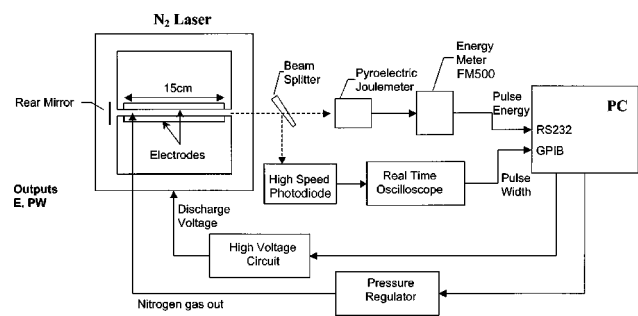 N2 Laser
15cm
Rear Mirror
Electrodes
Outputs
E, PW
Beam
Splitter
Pyroelectric
Joulemeter
Energy
Meter
FM500
Pulse
Energy
PC
RS232
GPIB
High Speed
Photodiode
Real Time
Oscilloscope
Pulse
Width
Discharge
Voltage
High Voltage
Circuit
Pressure
Regulator
Nitrogen gas out